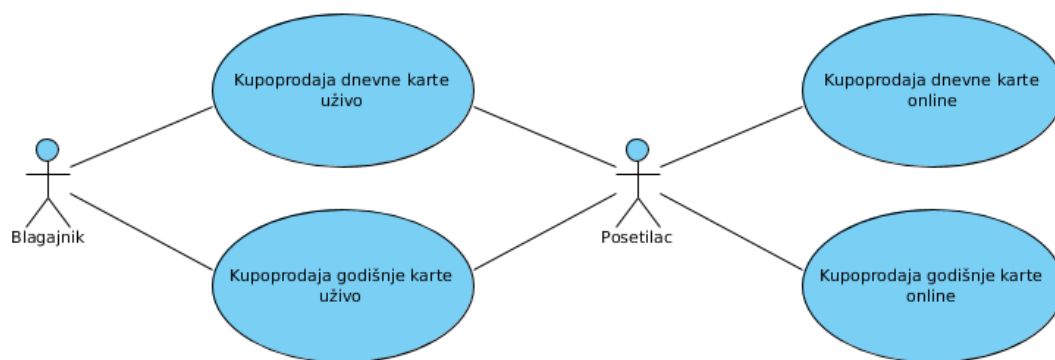 Kupoprodaja dnevne karte
uživo
Kupoprodaja dnevne karte
online
Blagajnik
Posetilac
Kupoprodaja godišnje karte
uživo
Kupoprodaja godišnje karte
online